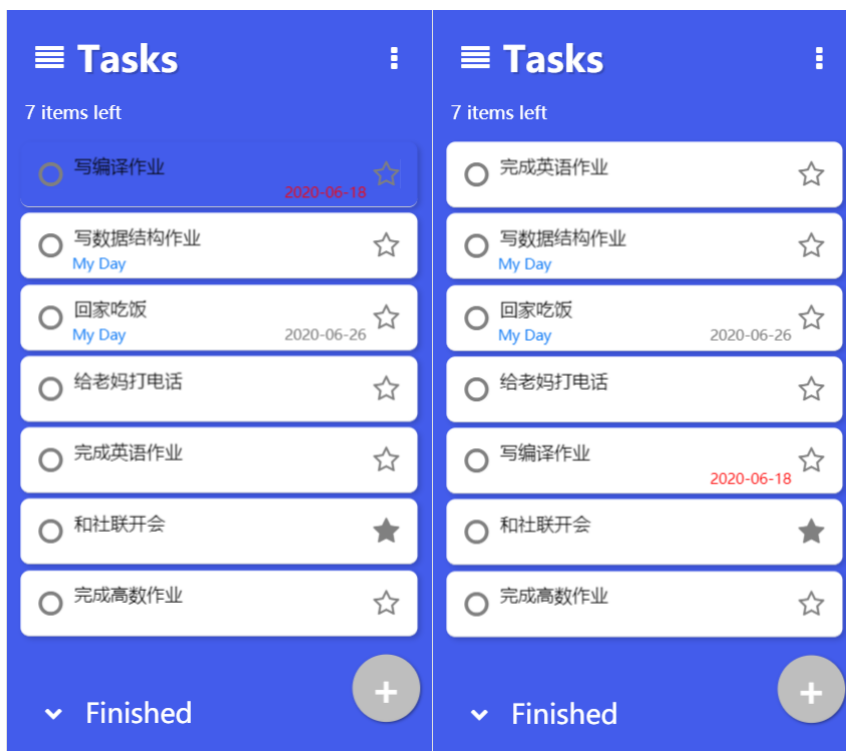 Tasks
7 items left
写编译作业
2020-06-18
写数据结构作业
My Day
回家吃饭
My Day
2020-06-26
给老妈打电话
完成英语作业
和社联开会
完成高数作业
Finished
Tasks
7 items left
完成英语作业
写数据结构作业
My Day
回家吃饭
My Day
2020-06-26
给老妈打电话
写编译作业
2020-06-18
和社联开会
完成高数作业
Finished